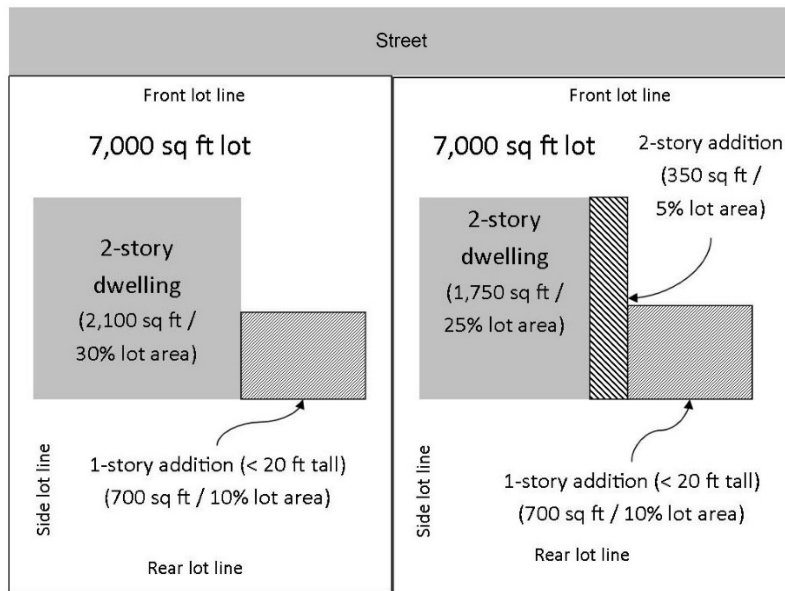 Street
Front lot line
7,000 sq ft lot
2-story
dwelling
(2,100 sq ft /
30% lot area)
1-story addition (< 20 ft tall)
(700 sq ft / 10% lot area)
Side lot line
Rear lot line
Front lot line
7,000 sq ft lot
2-story addition
(350 sq ft /
5% lot area)
2-story
dwelling
(1,750 sq ft /
25% lot area)
1-story addition (< 20 ft tall)
(700 sq ft / 10% lot area)
Side lot line
Rear lot line